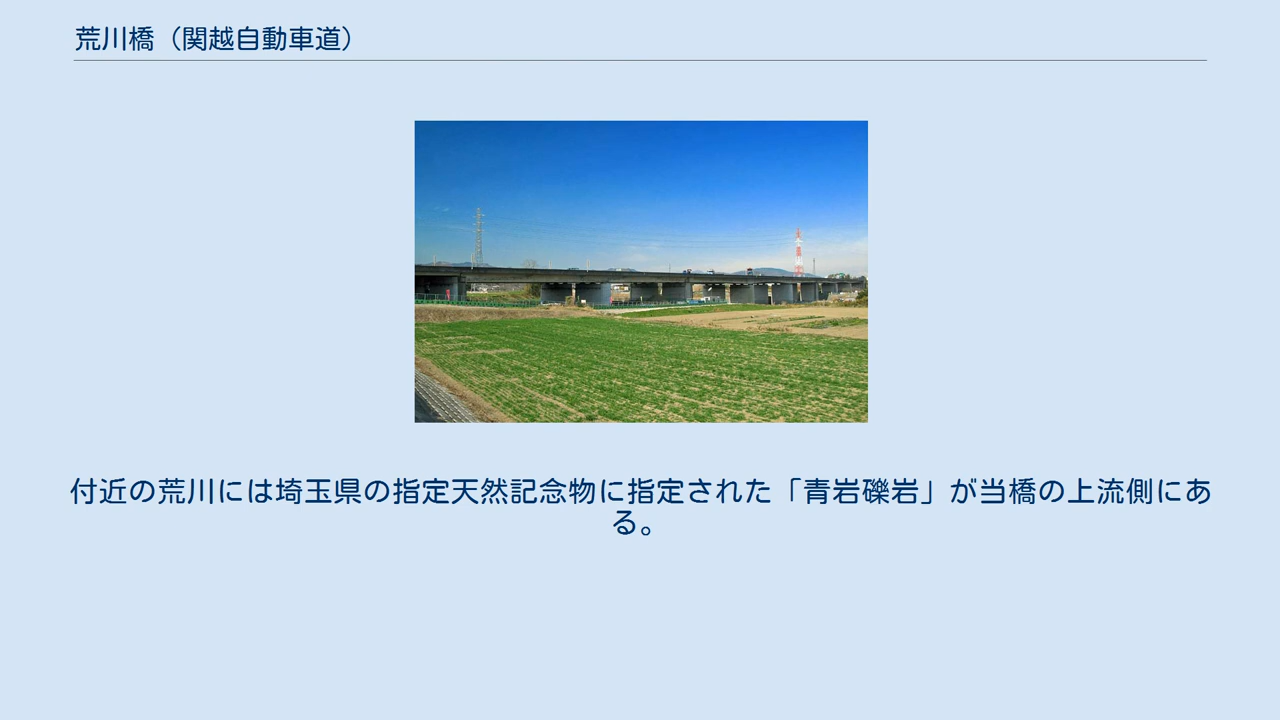 荒川橋（関越自動車道）
付近の荒川には埼玉県の指定天然記念物に指定された「青岩礫岩」が当橋の上流側にあ
る。